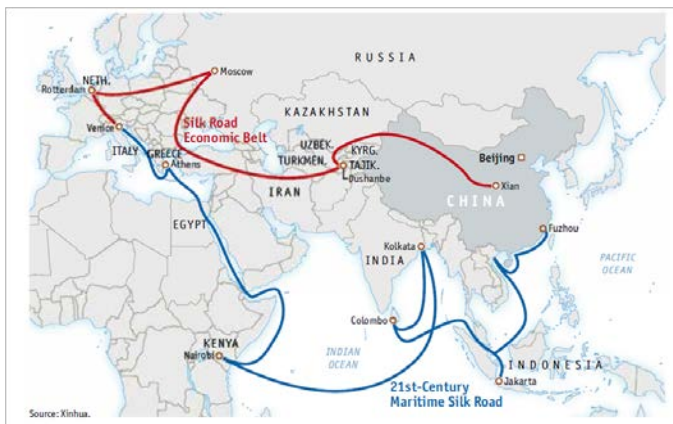 RUSSIA
Moscow
NETH.
Rotterdam
KAZAKHSTAN
Silk Road
Economic Belt
Venice
UZBEK.
KYRG.
Beijing
ITALY
GREECE
TURKMEN.
TAJIK.
Athens
Dushanbe
Xian
IRAN
CHINA
EGYPT
Fuzhou
Kolkata
INDIA
PACIFIC
OCEAN
Colombo
KENYA
Nairobi
INDIAN
OCEAN
INDONESIA
Jakarta
21st-Century
Maritime Silk Road
Source: Xinhua.